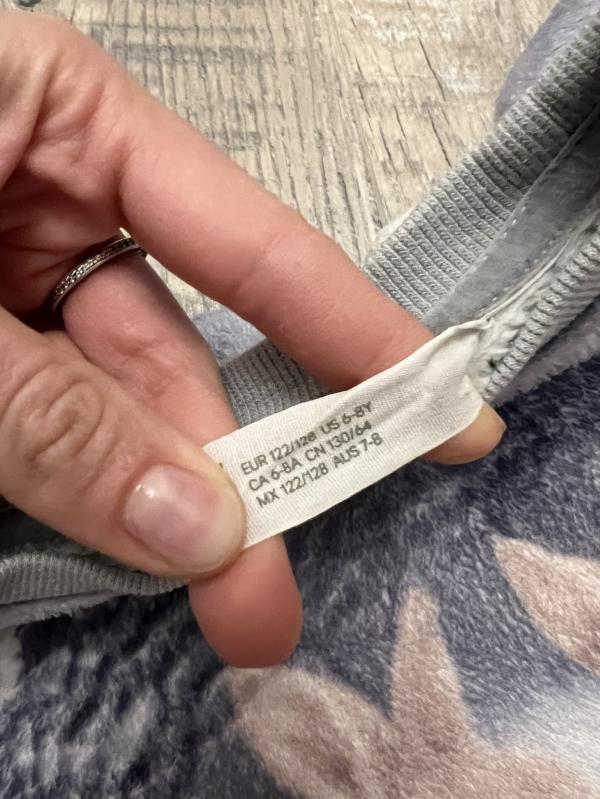 EUR 122/128 US 6-8Y
CA 6-8A CN 130/64
MX 122/128 AUS 7-8